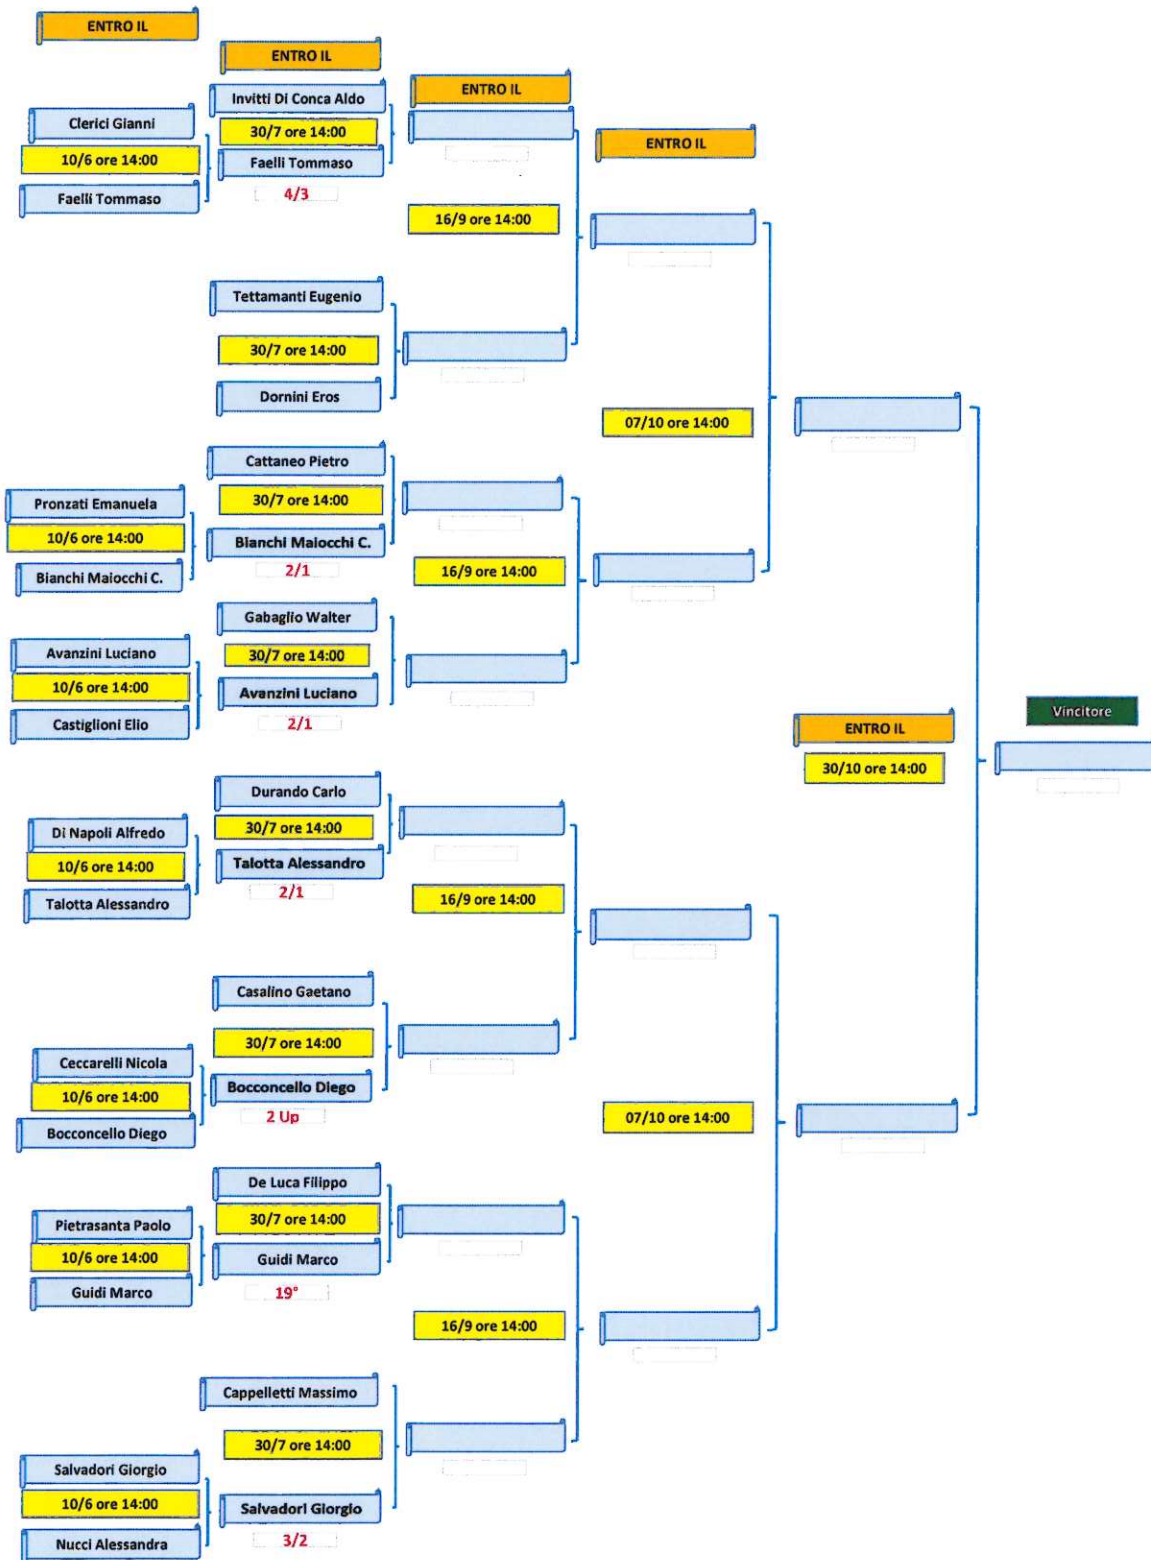 ENTRO IL
ENTRO IL
ENTRO IL
ENTRO IL
Invitti Di Conca Aldo
Clerici Gianni
30/7 ore 14:00
10/6 ore 14:00
Faelli Tommaso
Faelli Tommaso
4/3
16/9 ore 14:00
Tettamanti Eugenio
30/7 ore 14:00
Dornini Eros
07/10 ore 14:00
Cattaneo Pietro
Pronzati Emanuela
30/7 ore 14:00
10/6 ore 14:00
Bianchi Maiocchi C.
Bianchi Maiocchi C.
2/1
16/9 ore 14:00
Gabaglio Walter
Avanzini Luciano
30/7 ore 14:00
10/6 ore 14:00
Avanzini Luciano
Castiglioni Elio
2/1
Vincitore
ENTRO IL
30/10 ore 14:00
Durando Carlo
Di Napoli Alfredo
30/7 ore 14:00
10/6 ore 14:00
Talotta Alessandro
Talotta Alessandro
2/1
16/9 ore 14:00
Casalino Gaetano
30/7 ore 14:00
Ceccarelli Nicola
10/6 ore 14:00
Bocconcello Diego
Bocconcello Diego
2 Up
07/10 ore 14:00
De Luca Filippo
Pietrasanta Paolo
30/7 ore 14:00
10/6 ore 14:00
Guidi Marco
Guidi Marco
19°
16/9 ore 14:00
Cappelletti Massimo
30/7 ore 14:00
Salvadori Giorgio
10/6 ore 14:00
Salvadori Giorgio
Nucci Alessandra
3/2